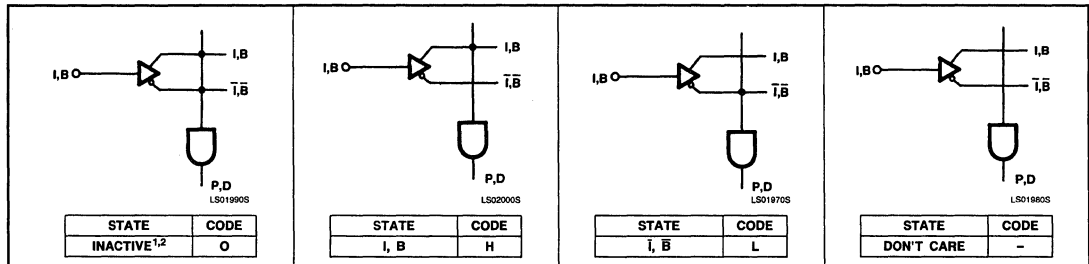 I,B
I,B
Ī,B̄
P,D
LS01990S
STATE CODE
INACTIVE1,2 O
I,B
I,B
Ī,B̄
P,D
LS02000S
STATE CODE
I, B H
I,B
I,B
Ī,B̄
P,D
LS01970S
STATE CODE
Ī, B̄ L
I,B
I,B
Ī,B̄
P,D
LS01980S
STATE CODE
DON'T CARE –